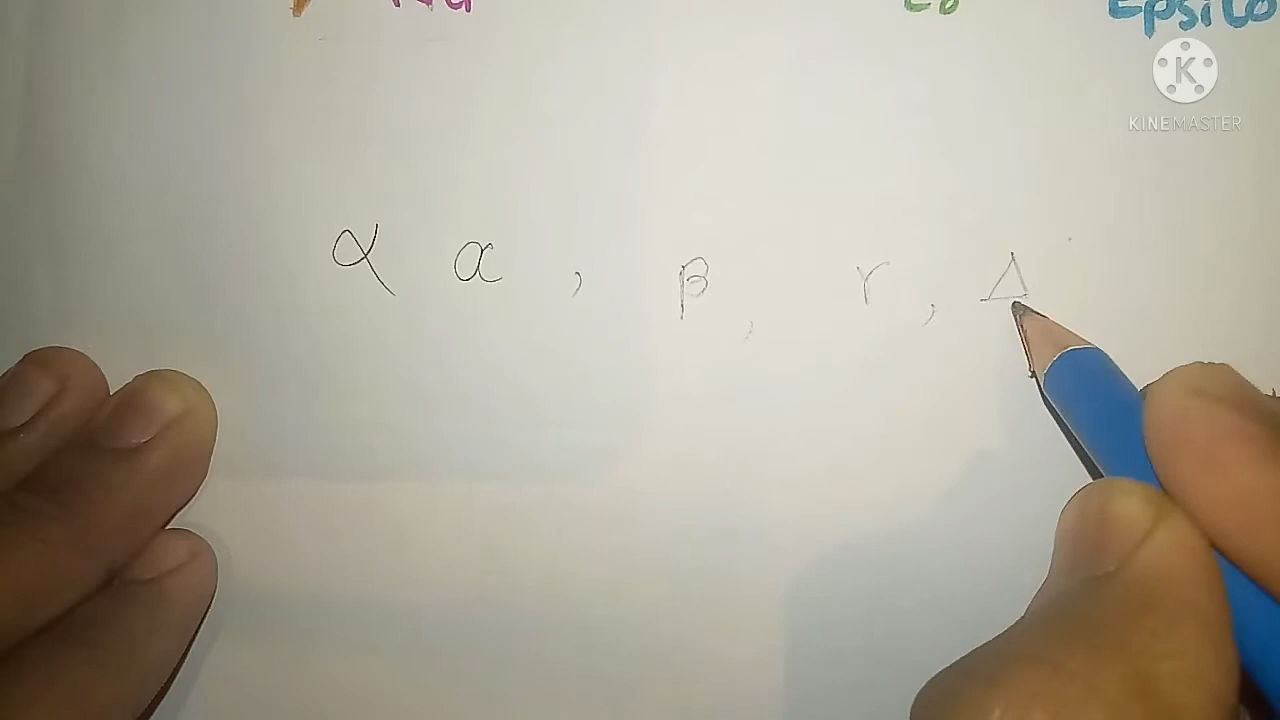 Epsilo
KINEMASTER
α α , β , γ , Δ